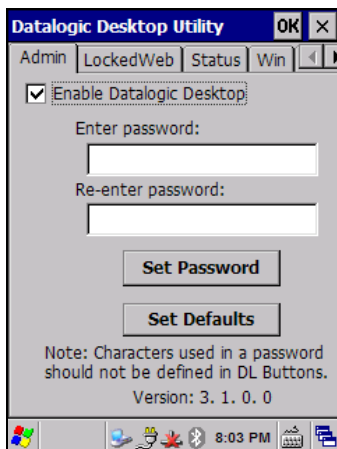 Datalogic Desktop Utility OK ×
Admin LockedWeb Status Win
Enable Datalogic Desktop
Enter password:
Re-enter password:
Set Password
Set Defaults
Note: Characters used in a password
should not be defined in DL Buttons.
Version: 3. 1. 0. 0
8:03 PM